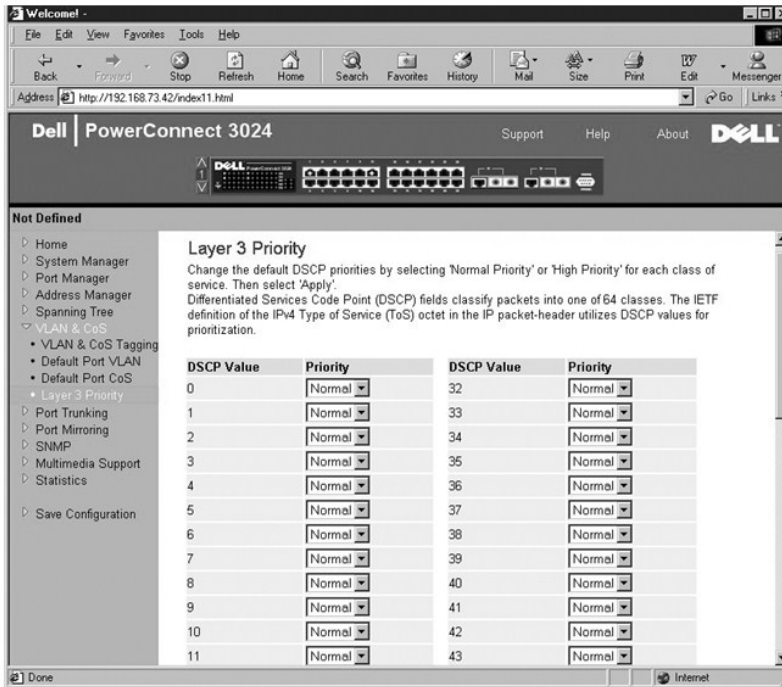 Welcome! -
File Edit View Favorites Tools Help
Back Forward Stop Refresh Home Search Favorites History Mail Size Print Edit Messenger
Address http://192.168.73.42/index11.html Go Links
Dell PowerConnect 3024 Support Help About DELL
1 DELL
Not Defined
Home
System Manager
Port Manager
Address Manager
Spanning Tree
VLAN & CoS
VLAN & CoS Tagging
Default Port VLAN
Default Port CoS
Layer 3 Priority
Port Trunking
Port Mirroring
SNMP
Multimedia Support
Statistics
Save Configuration
Layer 3 Priority
Change the default DSCP priorities by selecting 'Normal Priority' or 'High Priority' for each class of
service. Then select 'Apply'.
Differentiated Services Code Point (DSCP) fields classify packets into one of 64 classes. The IETF
definition of the IPv4 Type of Service (ToS) octet in the IP packet-header utilizes DSCP values for
prioritization.
DSCP Value Priority DSCP Value Priority
0 Normal 32 Normal
1 Normal 33 Normal
2 Normal 34 Normal
3 Normal 35 Normal
4 Normal 36 Normal
5 Normal 37 Normal
6 Normal 38 Normal
7 Normal 39 Normal
8 Normal 40 Normal
9 Normal 41 Normal
10 Normal 42 Normal
11 Normal 43 Normal
Done Internet